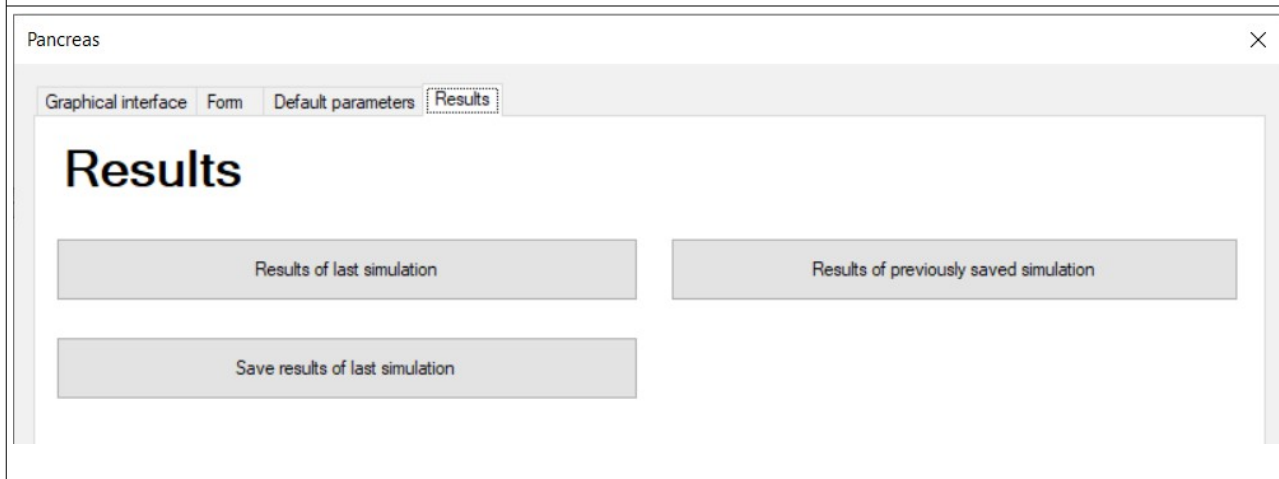 Pancreas
Graphical interface Form Default parameters Results
Results
Results of last simulation Results of previously saved simulation
Save results of last simulation